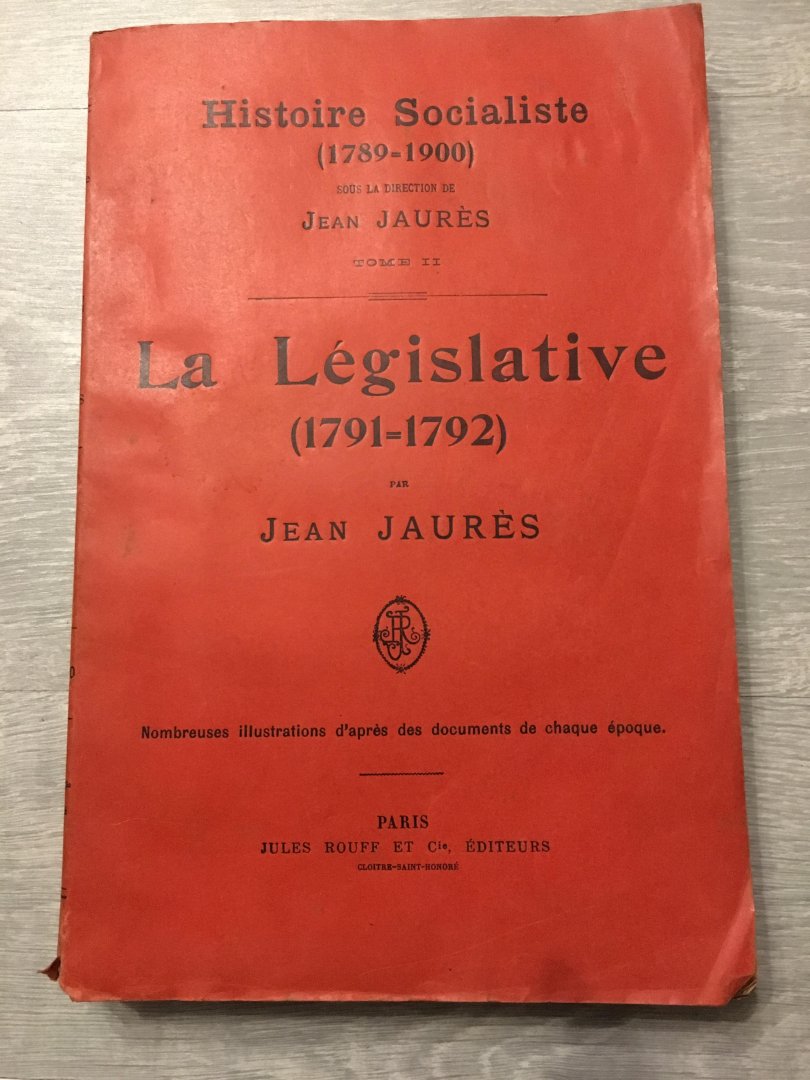 Histoire Socialiste
(1789=1900)
SOUS LA DIRECTION DE
JEAN JAURÈS
TOME II
La Législative
(1791=1792)
PAR
JEAN JAURÈS
JR
Nombreuses illustrations d'après des documents de chaque époque.
PARIS
JULES ROUFF ET Cie, ÉDITEURS
CLOITRE-SAINT-HONORÉ